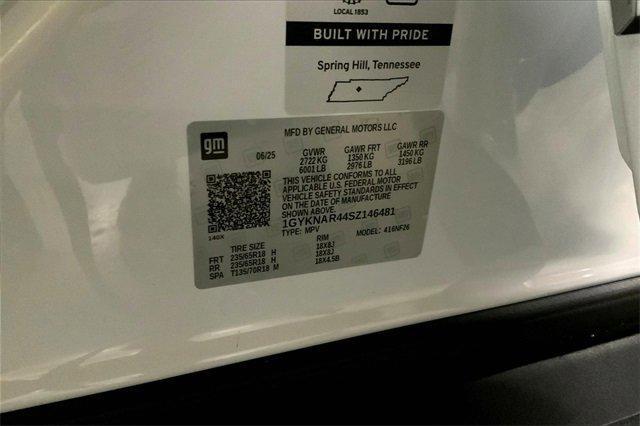 LOCAL 1853
BUILT WITH PRIDE
Spring Hill, Tennessee
gm
MFD BY GENERAL MOTORS LLC
06/25 GVWR GAWR FRT GAWR RR
2722 KG 1350 KG 1450 KG
6001 LB 2976 LB 3196 LB
THIS VEHICLE CONFORMS TO ALL
APPLICABLE U.S. FEDERAL MOTOR
VEHICLE SAFETY STANDARDS IN EFFECT
ON THE DATE OF MANUFACTURE
SHOWN ABOVE.
1GYKNAR44SZ146481
TYPE: MPV MODEL: 416NF26
140X
TIRE SIZE RIM
FRT 235/65R18 H 18X8J
RR 235/65R18 H 18X8J
SPA T135/70R18 M 18X4.5B